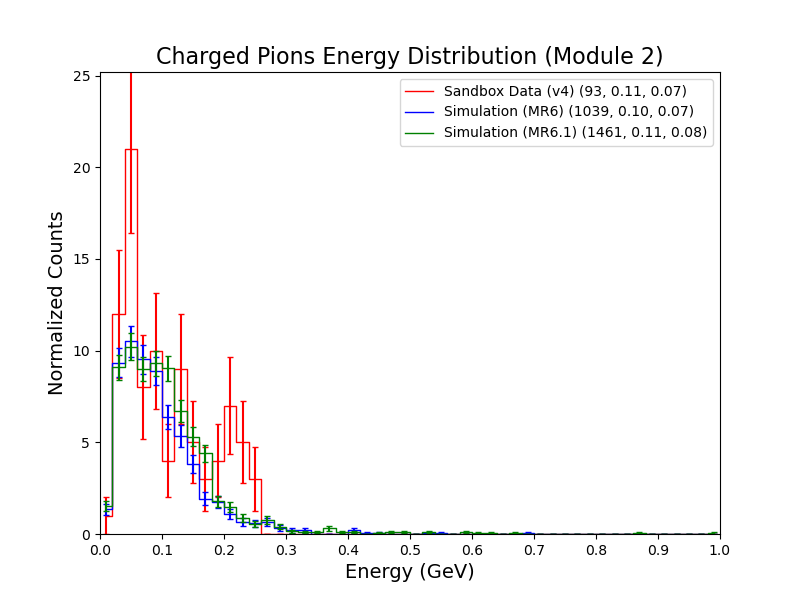 Charged Pions Energy Distribution (Module 2)
Sandbox Data (v4) (93, 0.11, 0.07)
Simulation (MR6) (1039, 0.10, 0.07)
Simulation (MR6.1) (1461, 0.11, 0.08)
Normalized Counts
25
20
15
10
5
0
0.0 0.1 0.2 0.3 0.4 0.5 0.6 0.7 0.8 0.9 1.0
Energy (GeV)